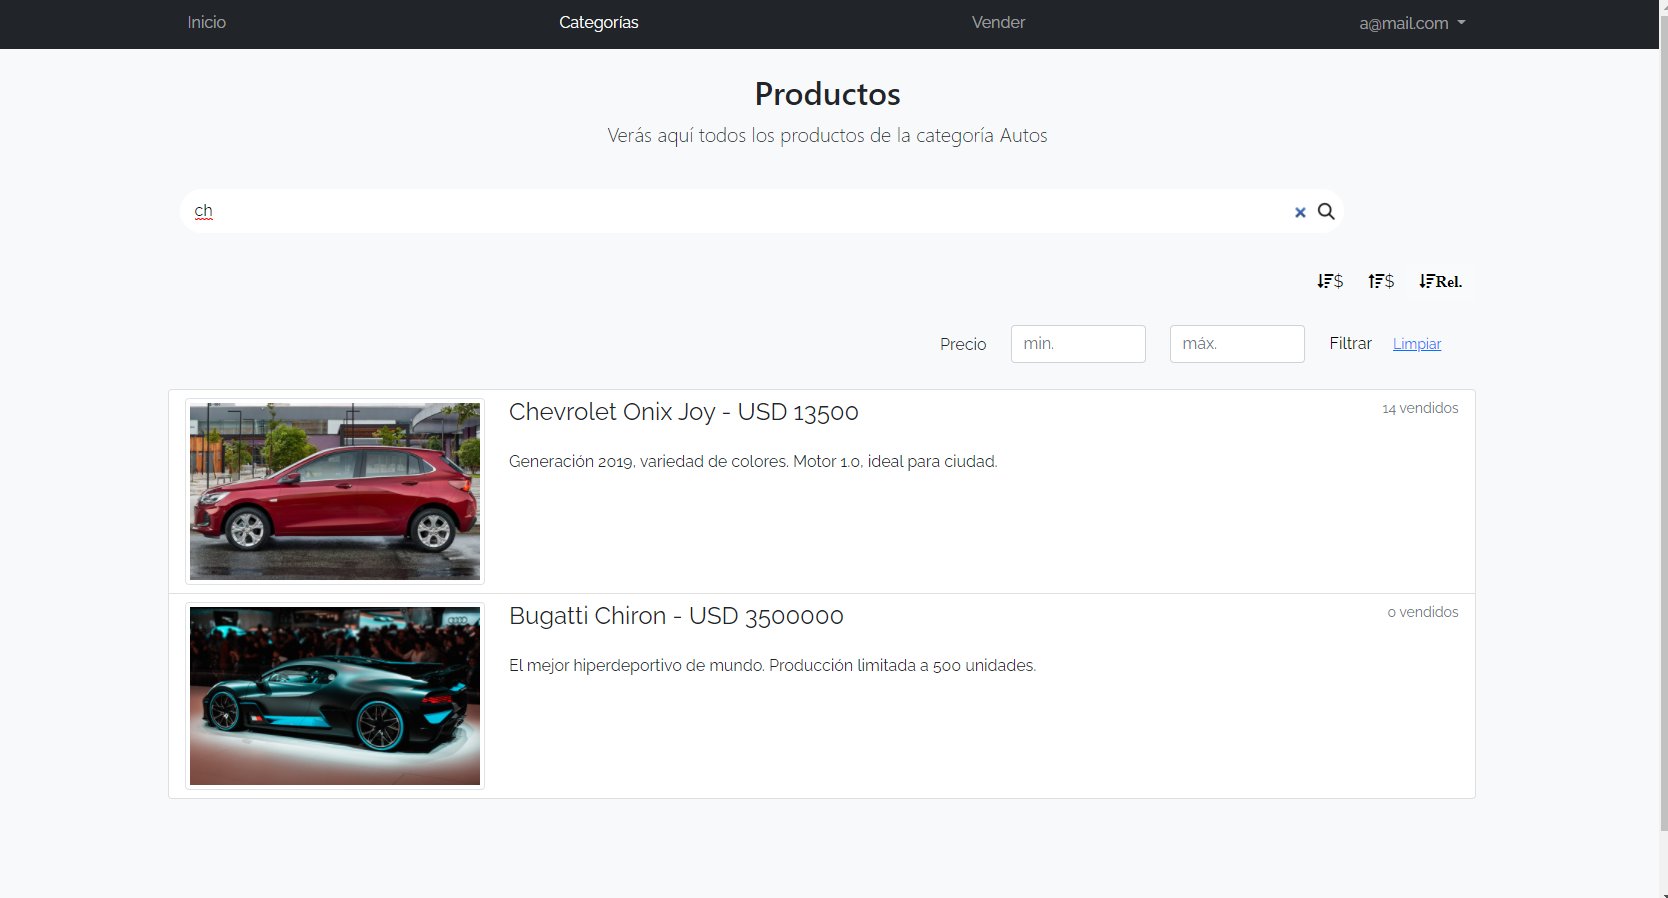 Inicio
Categorías
Vender
a@mail.com
Productos
Verás aquí todos los productos de la categoría Autos
ch
$
$
Rel.
Precio
min.
máx.
Filtrar
Limpiar
Chevrolet Onix Joy - USD 13500
14 vendidos
Generación 2019, variedad de colores. Motor 1.0, ideal para ciudad.
Bugatti Chiron - USD 3500000
0 vendidos
El mejor hiperdeportivo de mundo. Producción limitada a 500 unidades.